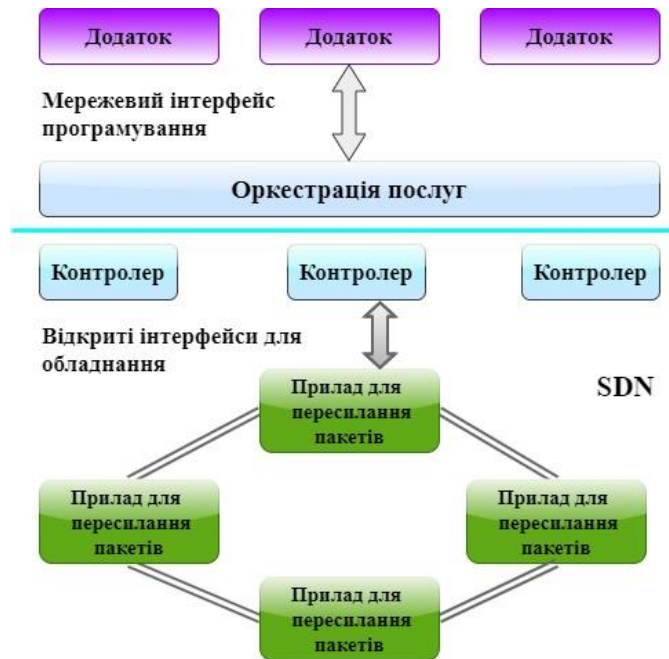 Додаток
Додаток
Додаток
Мережевий інтерфейс
програмування
Оркестрація послуг
Контролер
Контролер
Контролер
Відкриті інтерфейси для
обладнання
SDN
Прилад для
пересилання
пакетів
Прилад для
пересилання
пакетів
Прилад для
пересилання
пакетів
Прилад для
пересилання
пакетів